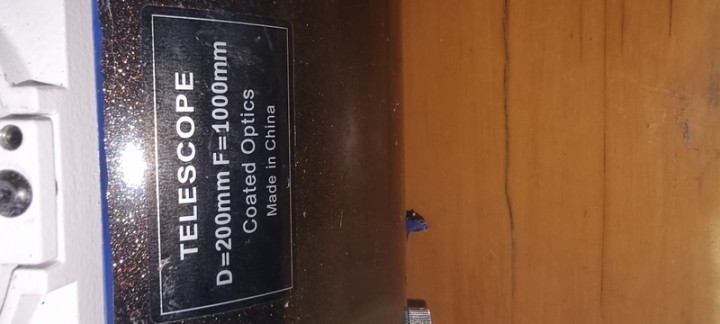 TELESCOPE
D=200mm F=1000mm
Coated Optics
Made in China